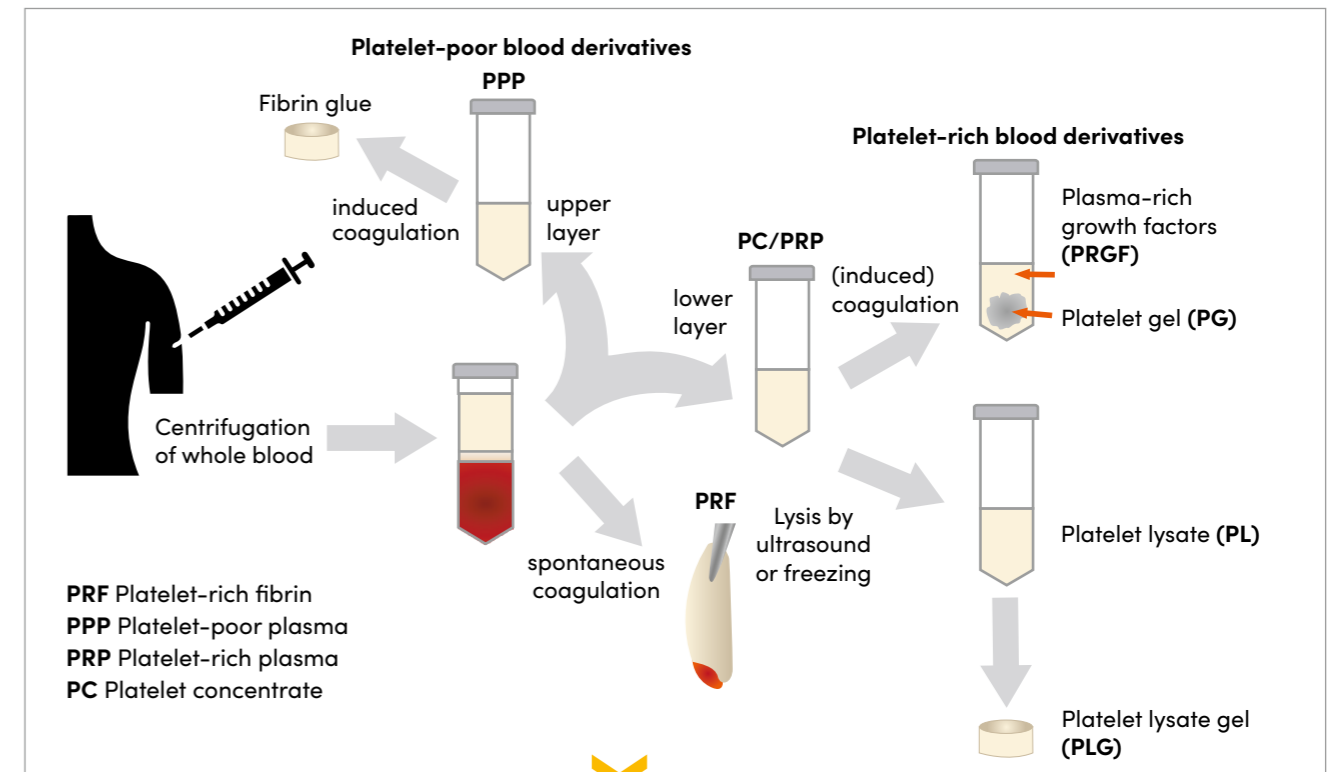 Platelet-poor blood derivatives
PPP
Fibrin glue
induced
coagulation
upper
layer
Platelet-rich blood derivatives
Plasma-rich
growth factors
(PRGF)
Platelet gel (PG)
PC/PRP
(induced)
coagulation
lower
layer
Centrifugation
of whole blood
PRF
Lysis by
ultrasound
or freezing
spontaneous
coagulation
Platelet lysate (PL)
Platelet lysate gel
(PLG)
PRF Platelet-rich fibrin
PPP Platelet-poor plasma
PRP Platelet-rich plasma
PC Platelet concentrate